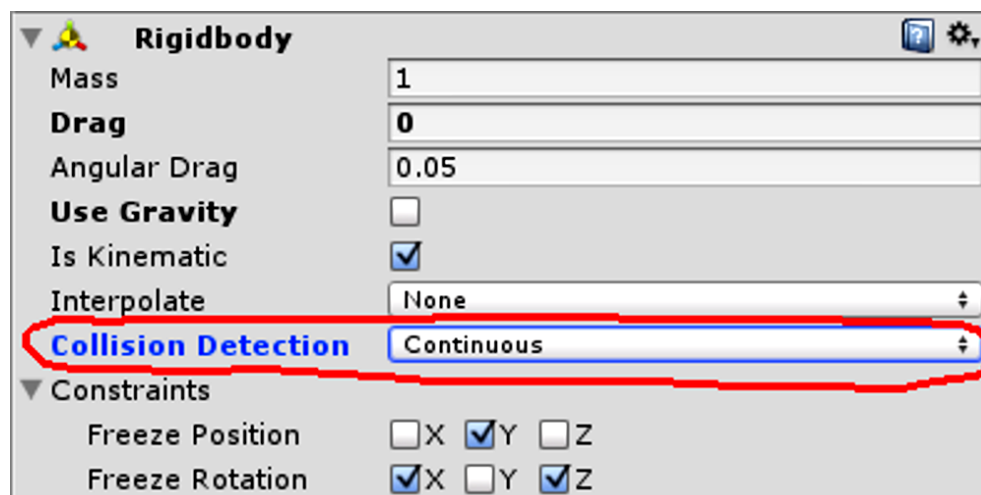 Rigidbody
Mass 1
Drag 0
Angular Drag 0.05
Use Gravity
Is Kinematic
Interpolate None
Collision Detection Continuous
Constraints
Freeze Position X Y Z
Freeze Rotation X Y Z